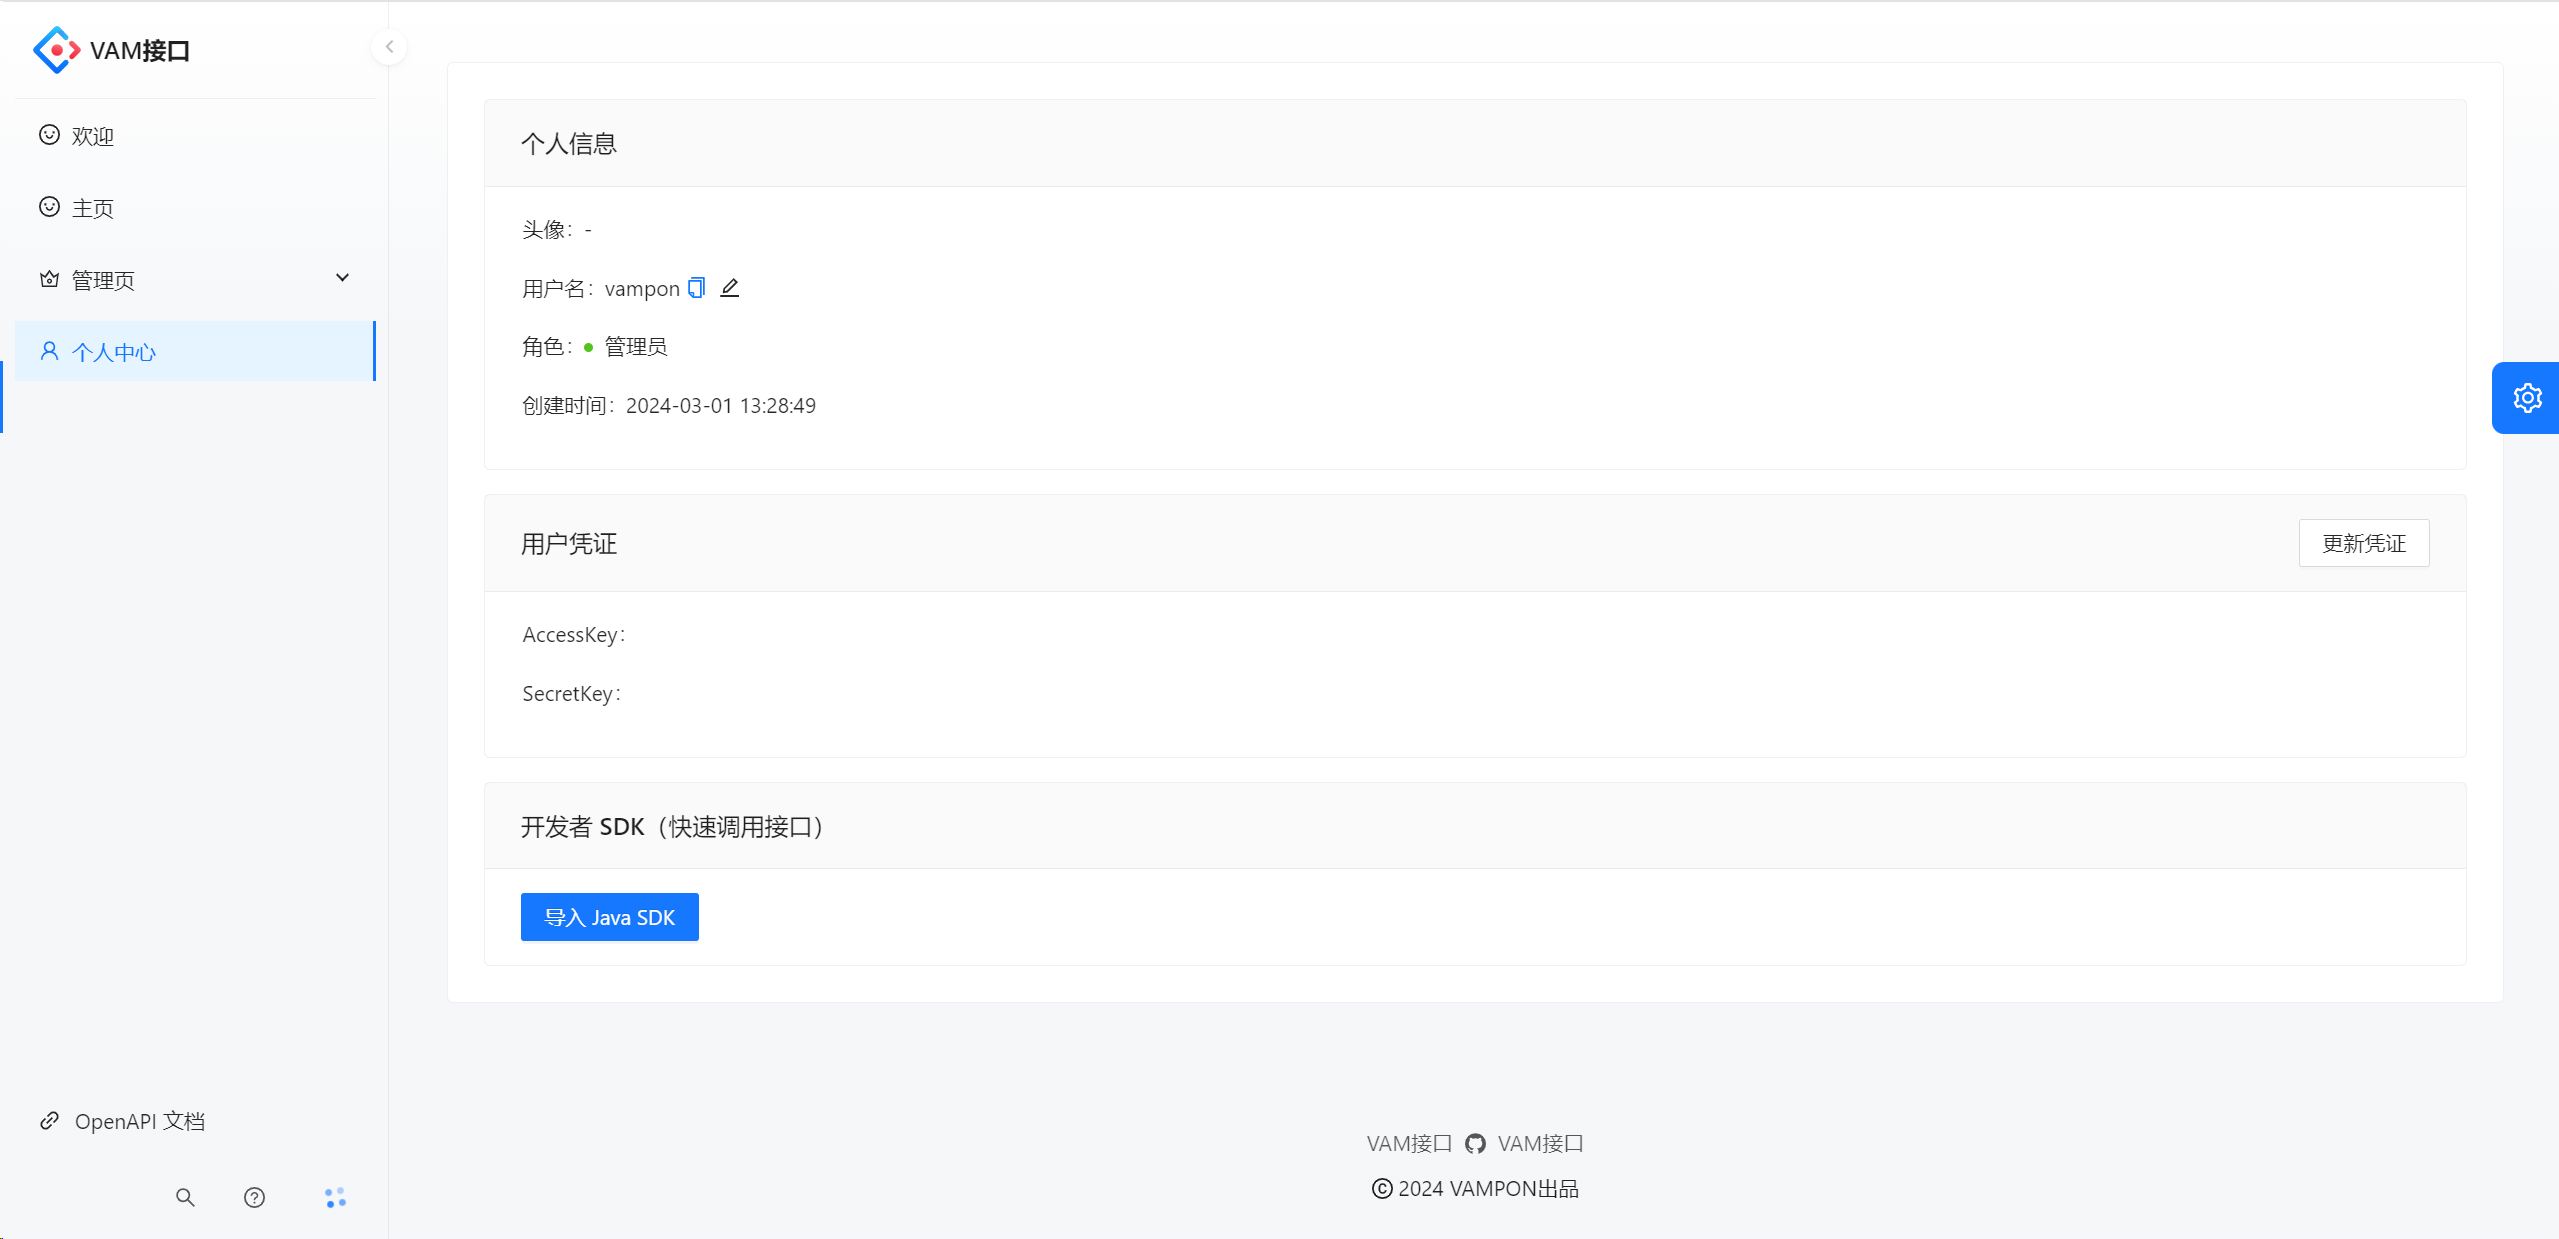 VAM接口
欢迎
主页
管理页
个人中心
OpenAPI 文档
个人信息
头像：-
用户名：vampon
角色：管理员
创建时间：2024-03-01 13:28:49
用户凭证
更新凭证
AccessKey：
SecretKey：
开发者 SDK（快速调用接口）
导入 Java SDK
VAM接口 VAM接口
© 2024 VAMPON出品